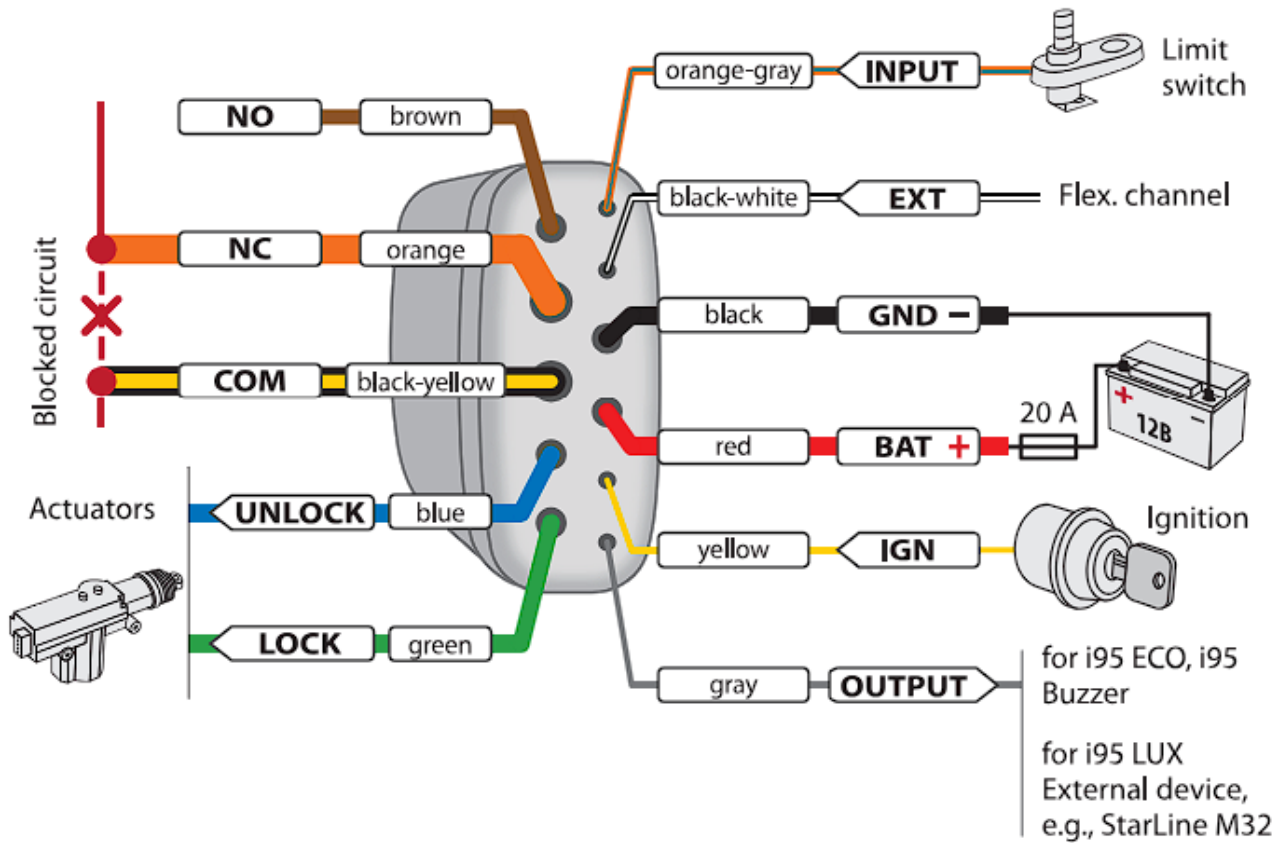 NO
brown
NC
orange
COM
black-yellow
Blocked circuit
Actuators
UNLOCK
blue
LOCK
green
orange-gray
INPUT
Limit
switch
black-white
EXT
Flex. channel
black
GND –
red
BAT +
20 A
+
–
12B
yellow
IGN
Ignition
gray
OUTPUT
for i95 ECO, i95
Buzzer
for i95 LUX
External device,
e.g., StarLine M32